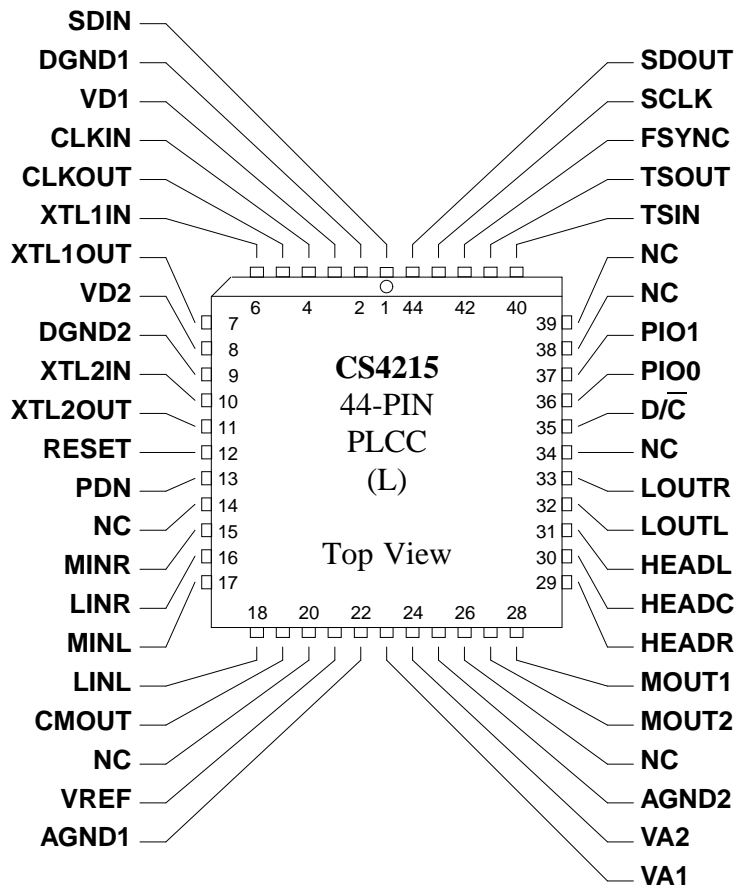 SDIN
DGND1
VD1
CLKIN
CLKOUT
XTL1IN
XTL1OUT
VD2
DGND2
XTL2IN
XTL2OUT
RESET
PDN
NC
MINR
LINR
MINL
LINL
CMOUT
NC
VREF
AGND1
6 4 2 1 44 42 40
7
8
9
10
11
12
13
14
15
16
17
CS4215
44-PIN
PLCC
(L)
Top View
39
38
37
36
35
34
33
32
31
30
29
18 20 22 24 26 28
SDOUT
SCLK
FSYNC
TSOUT
TSIN
NC
NC
PIO1
PIO0
D/C̅
NC
LOUTR
LOUTL
HEADL
HEADC
HEADR
MOUT1
MOUT2
NC
AGND2
VA2
VA1